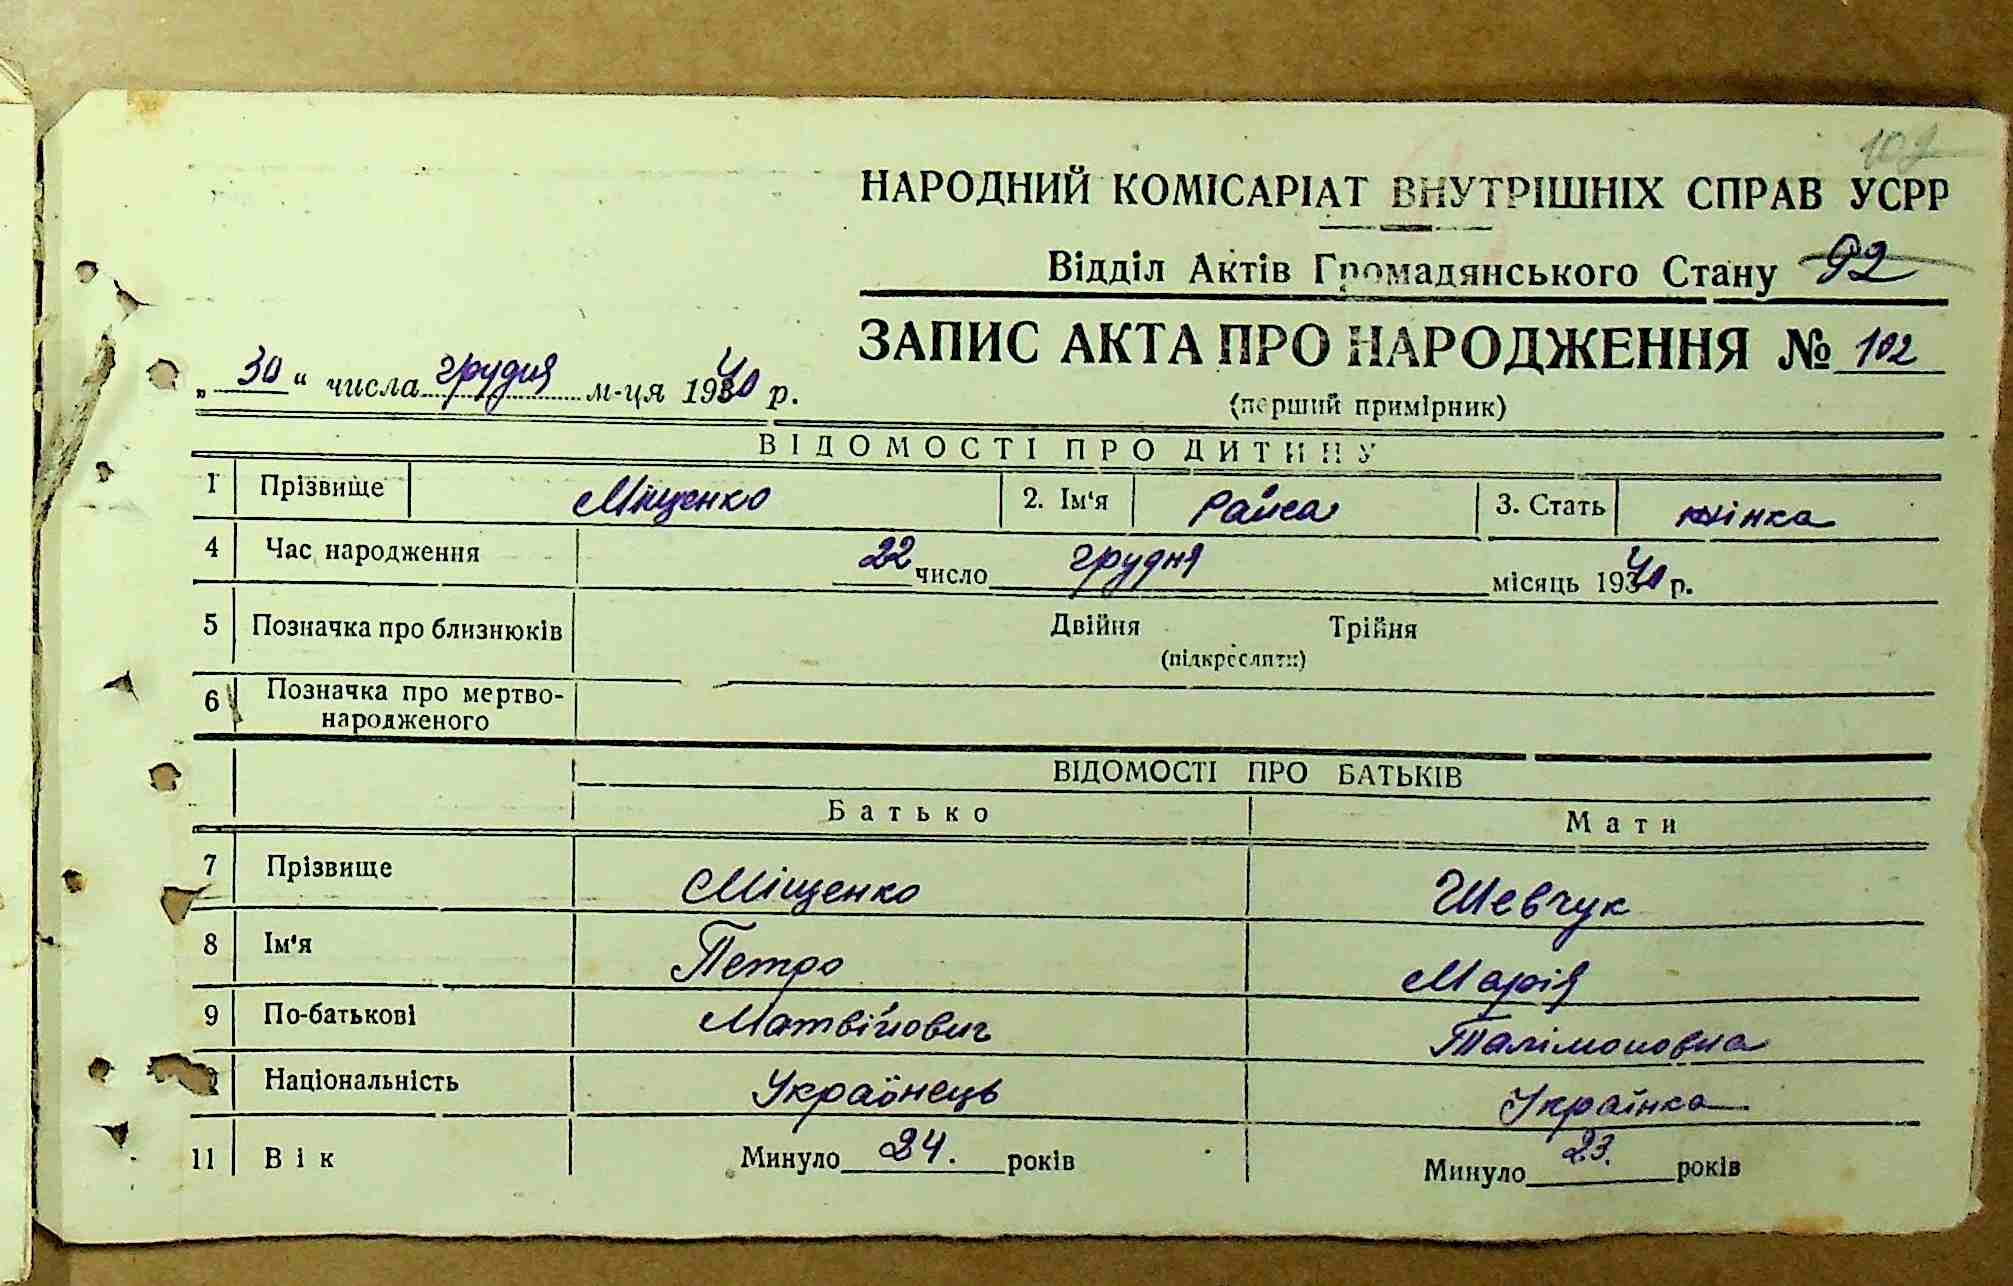 102
НАРОДНИЙ КОМІСАРІАТ ВНУТРІШНІХ СПРАВ УСРР
Відділ Актів Громадянського Стану 92
ЗАПИС АКТА ПРО НАРОДЖЕННЯ № 102
„30“ числа грудня м-ця 1940 р.
(перший примірник)
ВІДОМОСТІ ПРО ДИТИНУ
1 Прізвище Міщенко 2. Ім'я Раїса 3. Стать жінка
4 Час народження 22 число грудня місяць 1940 р.
5 Позначка про близнюків Двійня Трійня
(підкреслити)
6 Позначка про мертво-
народженого
ВІДОМОСТІ ПРО БАТЬКІВ
Батько Мати
7 Прізвище Міщенко Шевчук
8 Ім'я Петро Марія
9 По-батькові Матвійович Талімоновна
Національність Українець Українка
11 Вік Минуло 24. років Минуло 23. років